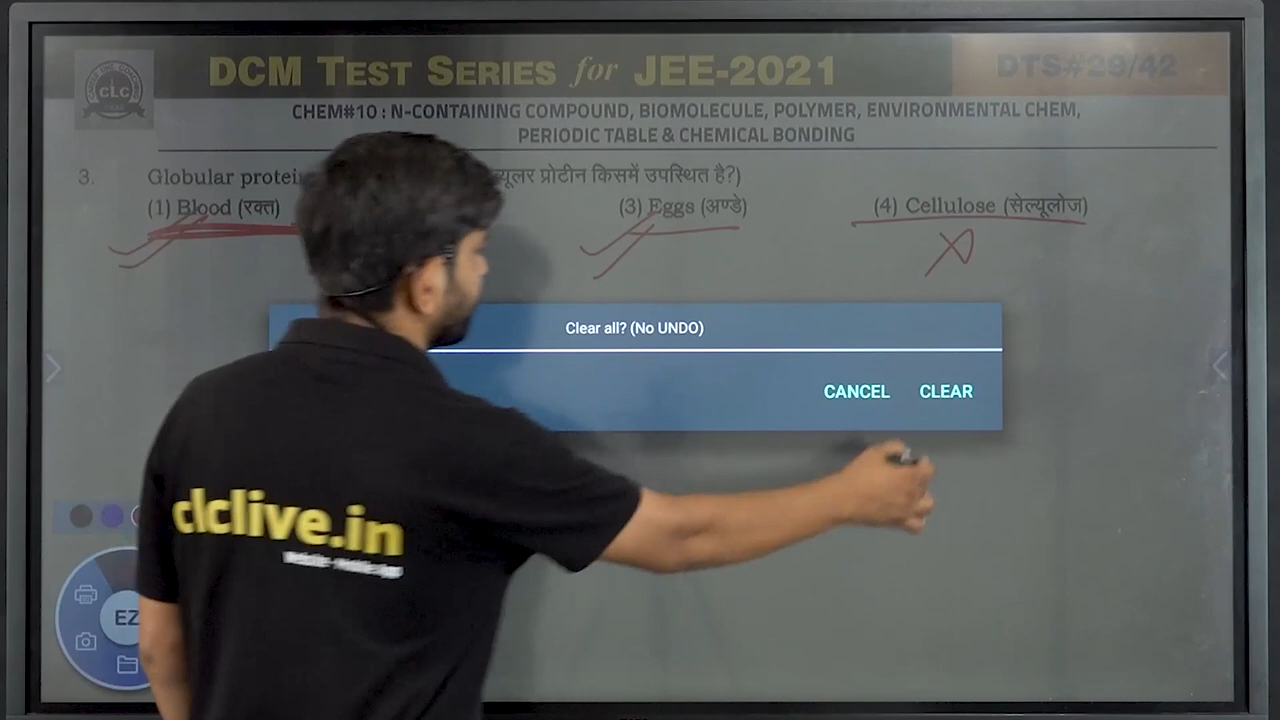 CLC
DCM TEST SERIES for JEE-2021
DTS#29/42
CHEM#10 : N-CONTAINING COMPOUND, BIOMOLECULE, POLYMER, ENVIRONMENTAL CHEM,
PERIODIC TABLE & CHEMICAL BONDING
3. Globular प्रोटीन किसमें उपस्थित है?)
(1) Blood (रक्त) (3) Eggs (अण्डे) (4) Cellulose (सेल्यूलोज)
Clear all? (No UNDO)
CANCEL CLEAR
clclive.in
EZ